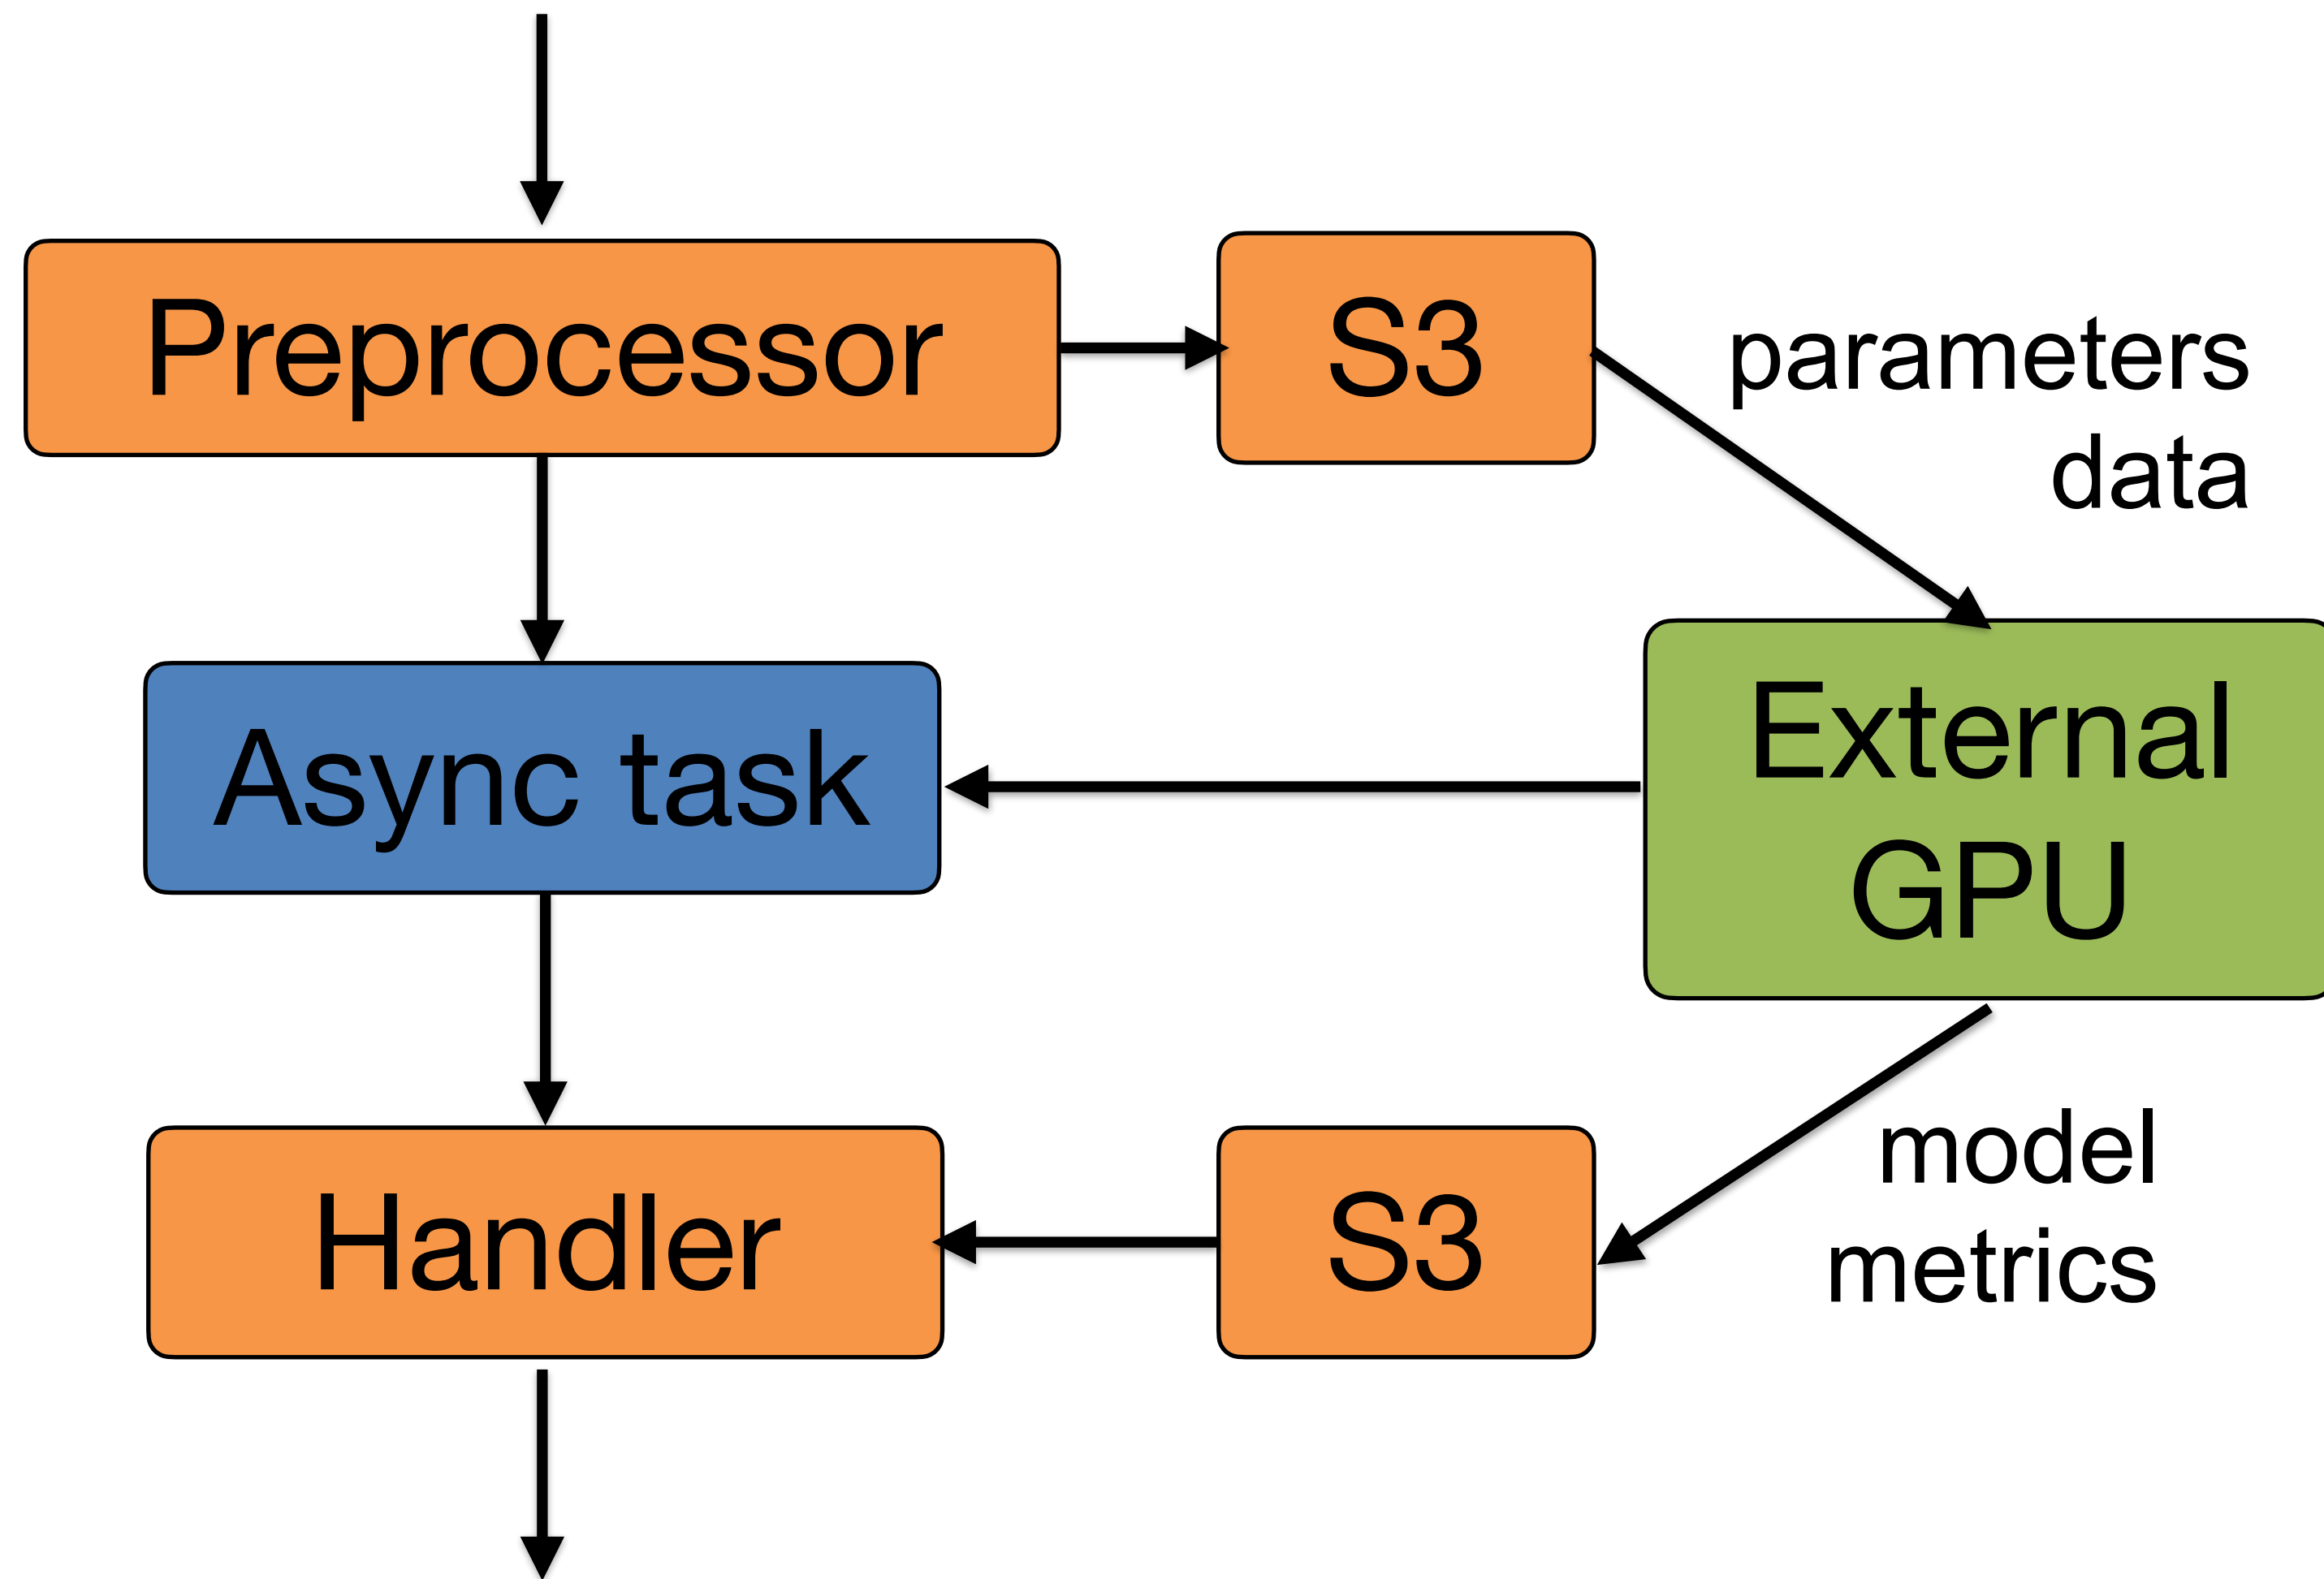 Preprocessor
S3
parameters
data
Async task
External
GPU
Handler
S3
model
metrics